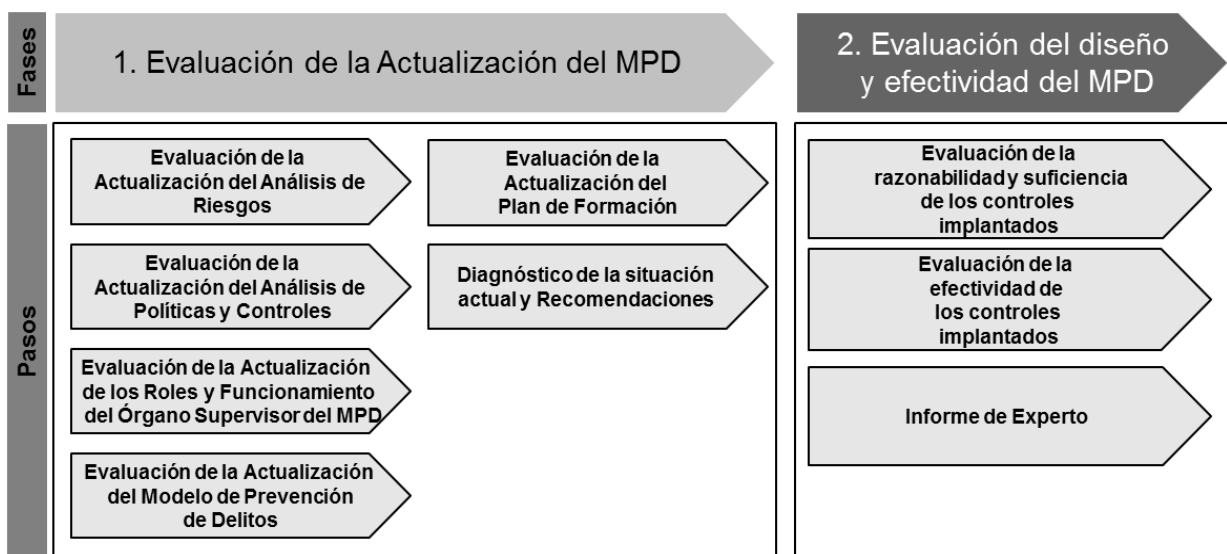 Fases
1. Evaluación de la Actualización del MPD
2. Evaluación del diseño
y efectividad del MPD
Pasos
Evaluación de la
Actualización del Análisis de
Riesgos
Evaluación de la
Actualización del Análisis de
Políticas y Controles
Evaluación de la Actualización
de los Roles y Funcionamiento
del Órgano Supervisor del MPD
Evaluación de la Actualización
del Modelo de Prevención
de Delitos
Evaluación de la
Actualización del
Plan de Formación
Diagnóstico de la situación
actual y Recomendaciones
Evaluación de la
razonabilidad y suficiencia
de los controles
implantados
Evaluación de la
efectividad de
los controles
implantados
Informe de Experto